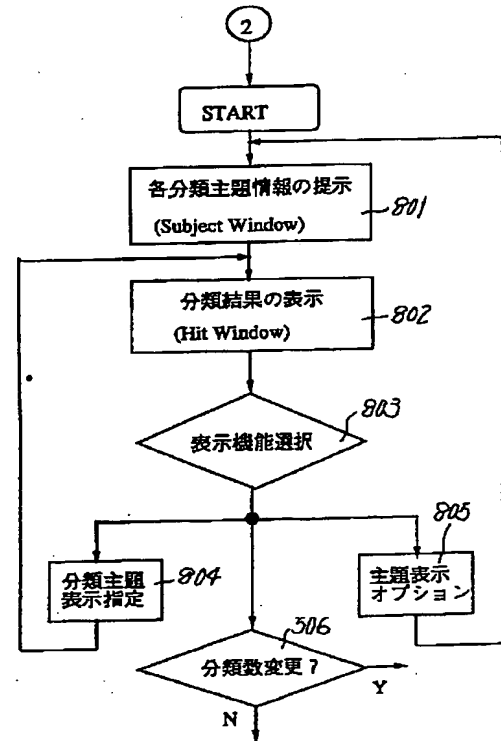 2
START
各分類主題情報の提示
(Subject Window)
801
分類結果の表示
(Hit Window)
802
表示機能選択
803
分類主題
表示指定
804
主題表示
オプション
805
分類数変更?
506
Y
N